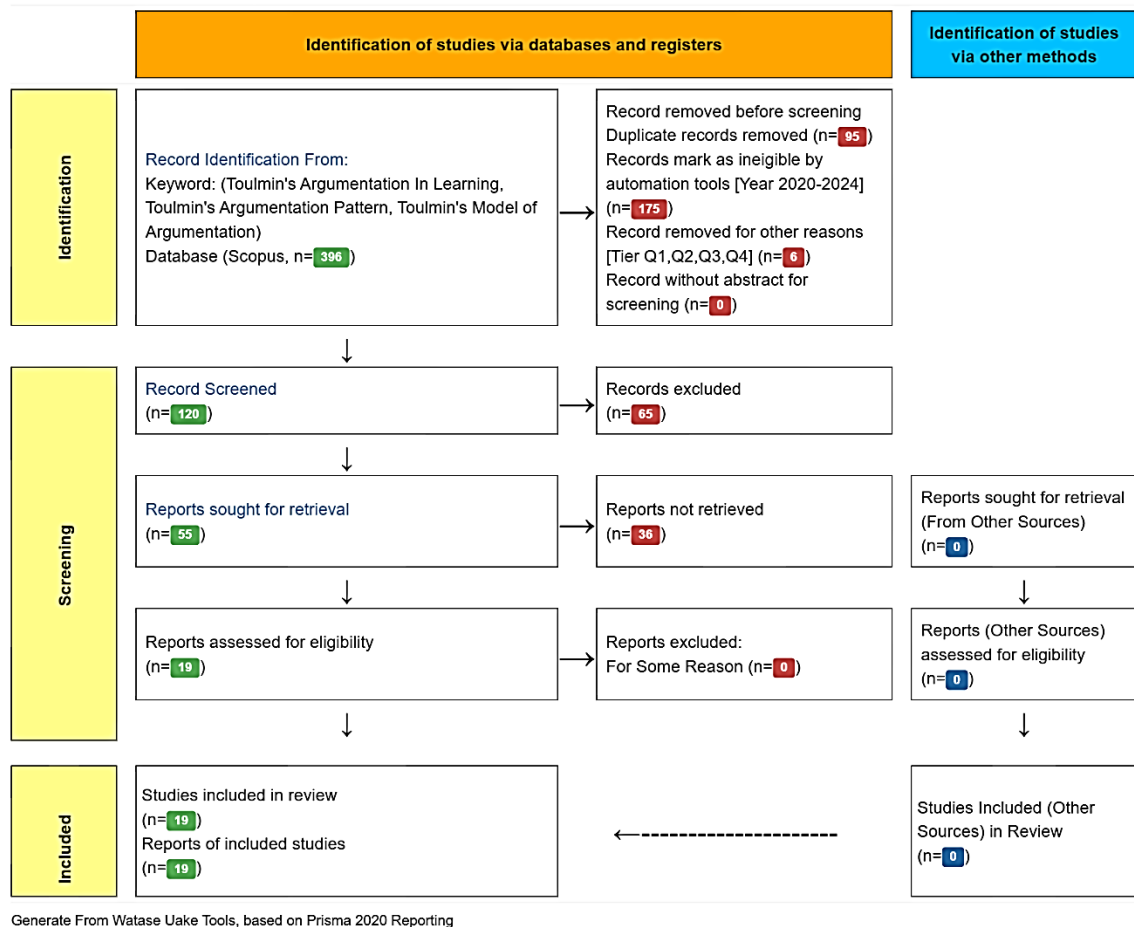 Identification of studies via databases and registers
Identification of studies
via other methods
Identification
Record Identification From:
Keyword: (Toulmin's Argumentation In Learning,
Toulmin's Argumentation Pattern, Toulmin's Model of
Argumentation)
Database (Scopus, n=396)
Record removed before screening
Duplicate records removed (n=95)
Records mark as ineigible by
automation tools [Year 2020-2024]
(n=175)
Record removed for other reasons
[Tier Q1,Q2,Q3,Q4] (n=6)
Record without abstract for
screening (n=0)
Screening
Record Screened
(n=120)
Records excluded
(n=65)
Reports sought for retrieval
(n=55)
Reports not retrieved
(n=36)
Reports sought for retrieval
(From Other Sources)
(n=0)
Reports assessed for eligibility
(n=19)
Reports excluded:
For Some Reason (n=0)
Reports (Other Sources)
assessed for eligibility
(n=0)
Included
Studies included in review
(n=19)
Reports of included studies
(n=19)
Studies Included (Other
Sources) in Review
(n=0)
Generate From Watase Uake Tools, based on Prisma 2020 Reporting